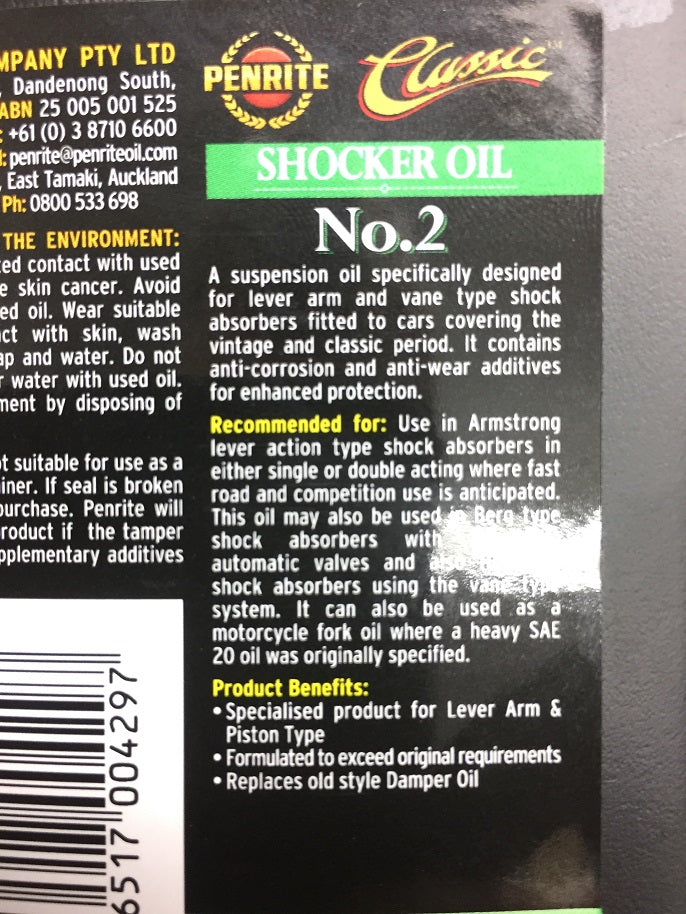 MPANY PTY LTD
, Dandenong South,
ABN 25 005 001 525
: +61 (0) 3 8710 6600
: penrite@penriteoil.com
, East Tamaki, Auckland
Ph: 0800 533 698
THE ENVIRONMENT:
ed contact with used
e skin cancer. Avoid
ed oil. Wear suitable
ct with skin, wash
ap and water. Do not
r water with used oil.
ment by disposing of
t suitable for use as a
iner. If seal is broken
purchase. Penrite will
roduct if the tamper
pplementary additives
6517 004297
PENRITE
Classic™
SHOCKER OIL
No.2
A suspension oil specifically designed
for lever arm and vane type shock
absorbers fitted to cars covering the
vintage and classic period. It contains
anti-corrosion and anti-wear additives
for enhanced protection.
Recommended for: Use in Armstrong
lever action type shock absorbers in
either single or double acting where fast
road and competition use is anticipated.
This oil may also be used in Berg type
shock absorbers with
automatic valves and
shock absorbers using the vane type
system. It can also be used as a
motorcycle fork oil where a heavy SAE
20 oil was originally specified.
Product Benefits:
• Specialised product for Lever Arm &
Piston Type
• Formulated to exceed original requirements
• Replaces old style Damper Oil